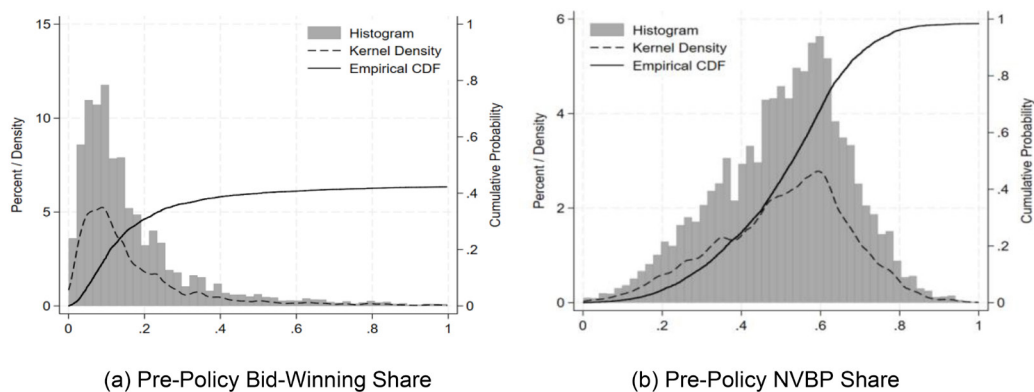 15
10
5
0
Percent / Density
Histogram
Kernel Density
Empirical CDF
1
.8
.6
.4
.2
0
Cumulative Probability
0 .2 .4 .6 .8 1
(a) Pre-Policy Bid-Winning Share
6
4
2
0
Percent / Density
Histogram
Kernel Density
Empirical CDF
1
.8
.6
.4
.2
0
Cumulative Probability
0 .2 .4 .6 .8 1
(b) Pre-Policy NVBP Share